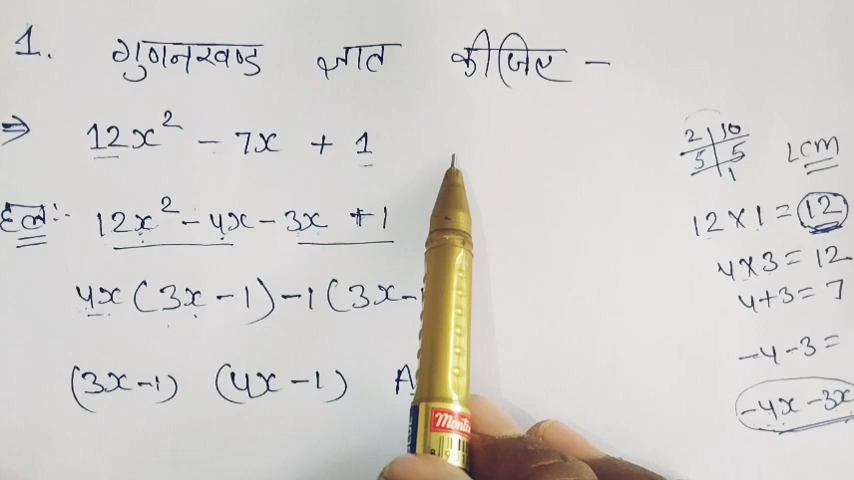 1. गुणनखण्ड ज्ञात कीजिए -
⇒ 12x² - 7x + 1
हल:- 12x² - 4x - 3x + 1
4x (3x - 1) - 1 (3x -
(3x-1) (4x-1) A
2 | 10
5 | 5
1
LCM
12 x 1 = 12
4 x 3 = 12
4 + 3 = 7
-4 - 3 =
-4x - 3x